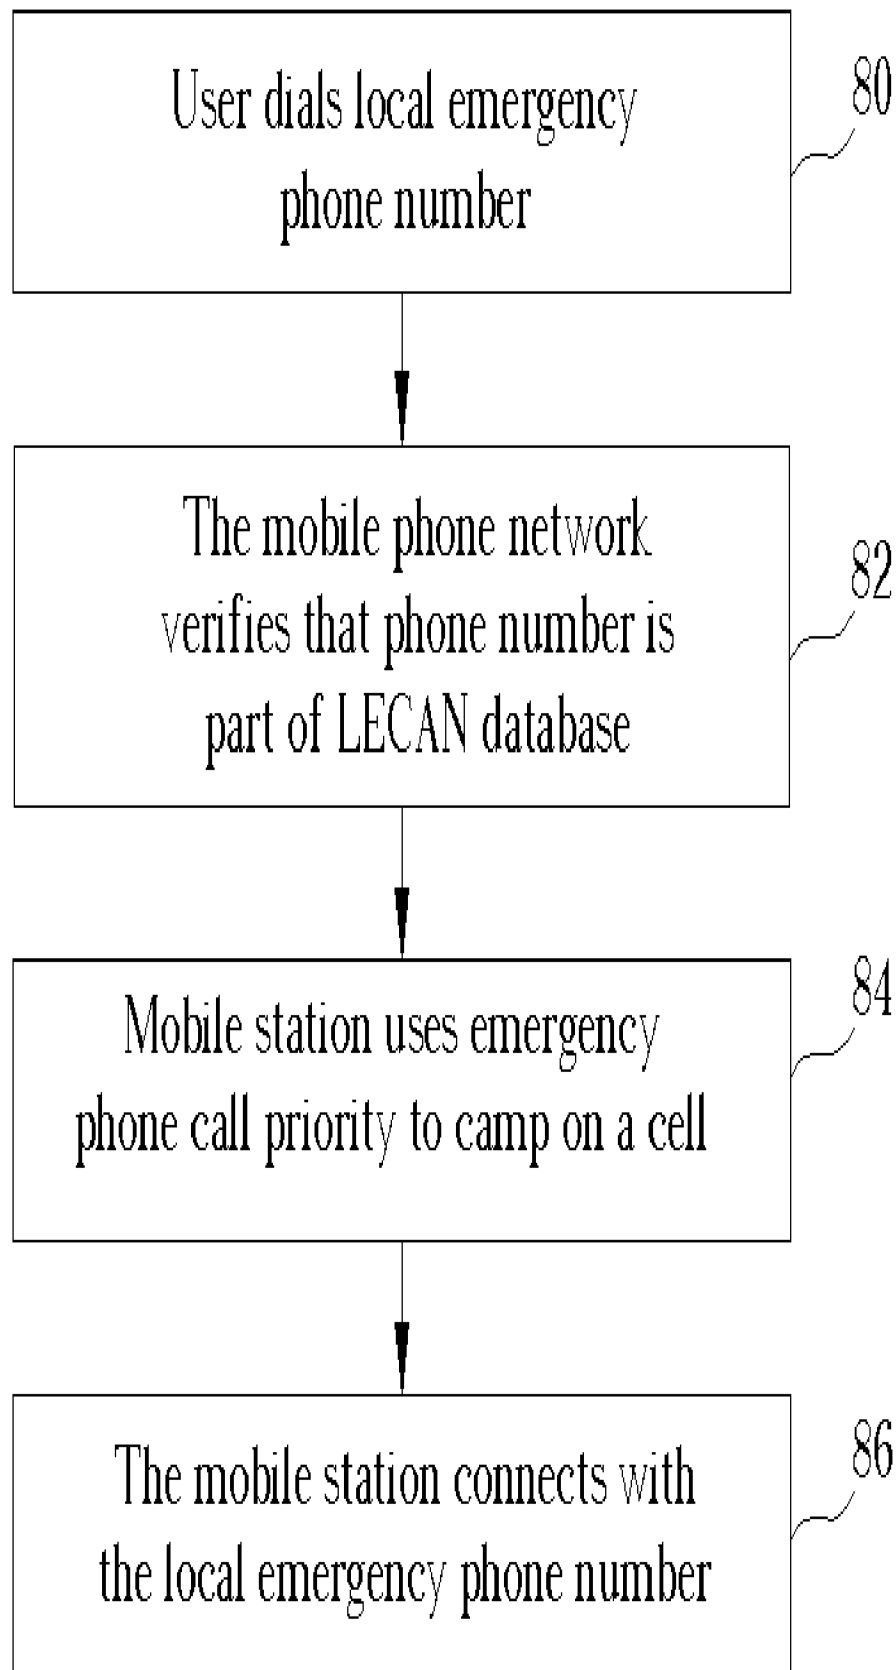 User dials local emergency
phone number
80
The mobile phone network
verifies that phone number is
part of LECAN database
82
Mobile station uses emergency
phone call priority to camp on a cell
84
The mobile station connects with
the local emergency phone number
86